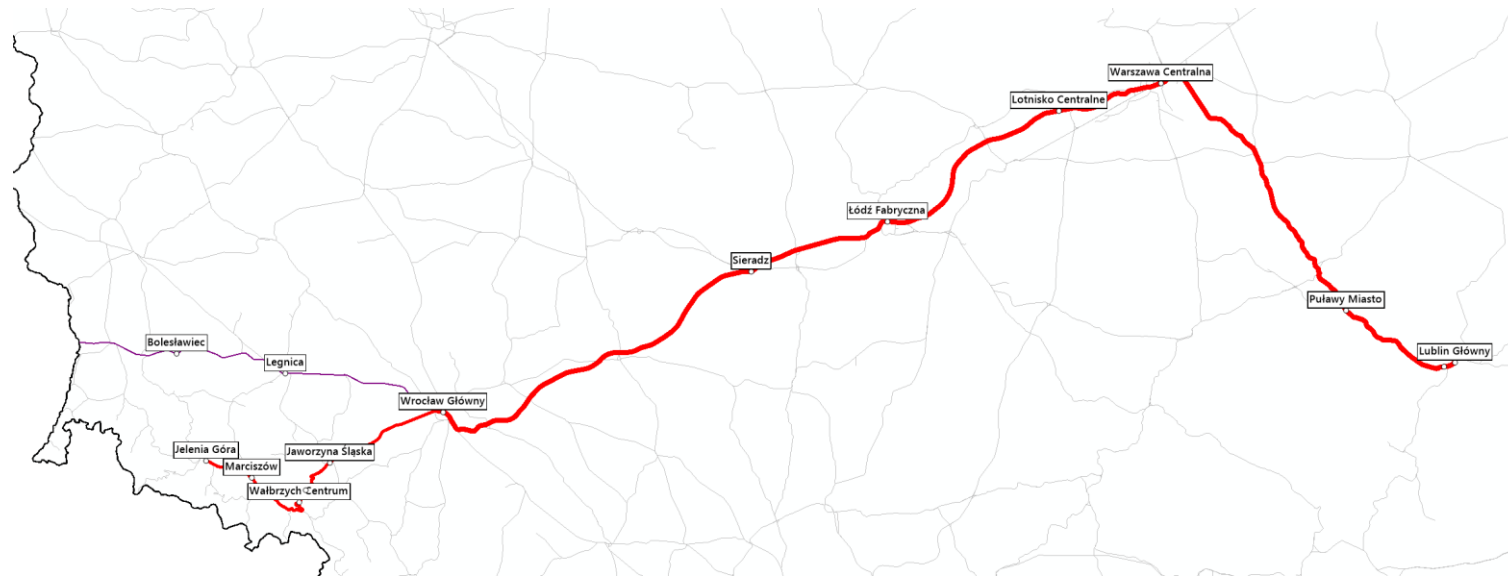 Warszawa Centralna
Lotnisko Centralne
Łódź Fabryczna
Sieradz
Puławy Miasto
Bolesławiec
Lublin Główny
Legnica
Wrocław Główny
Jelenia Góra
Jaworzyna Śląska
Marciszów
Wałbrzych Centrum